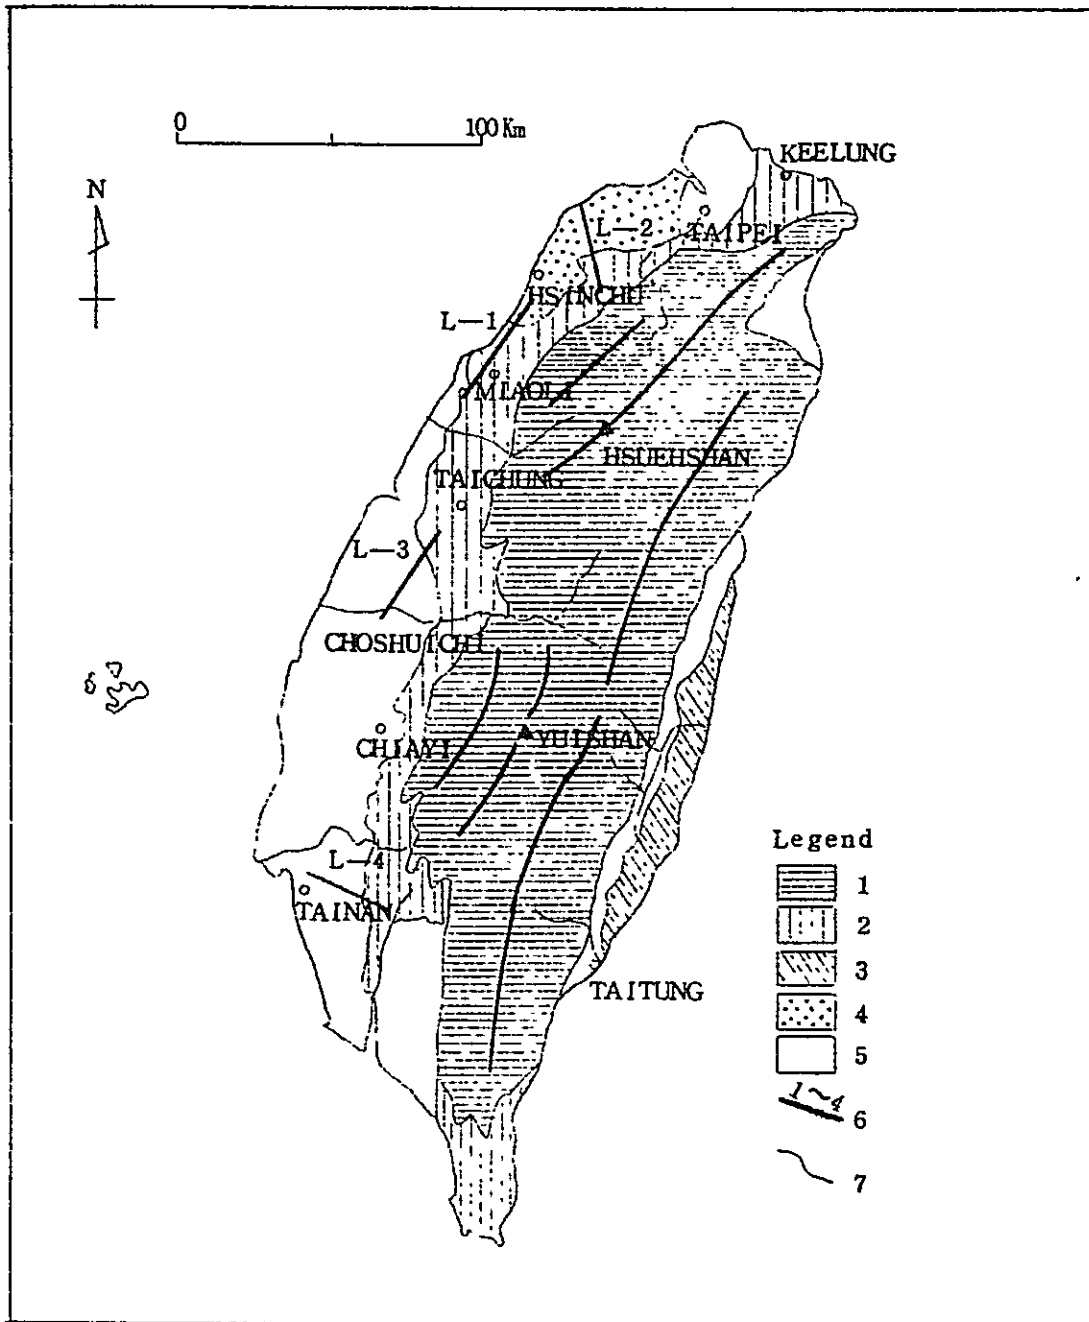 0 100 Km
KEELUNG
N
L—2
TAIPEI
HSINCHU
L—1
MIAOLI
HSUEHSHAN
TAICHUNG
L—3
CHOSHUICHI
YUISHAN
CHIAYI
L—4
TAINAN
TAITUNG
Legend
1
2
3
4
5
1~4
6
7